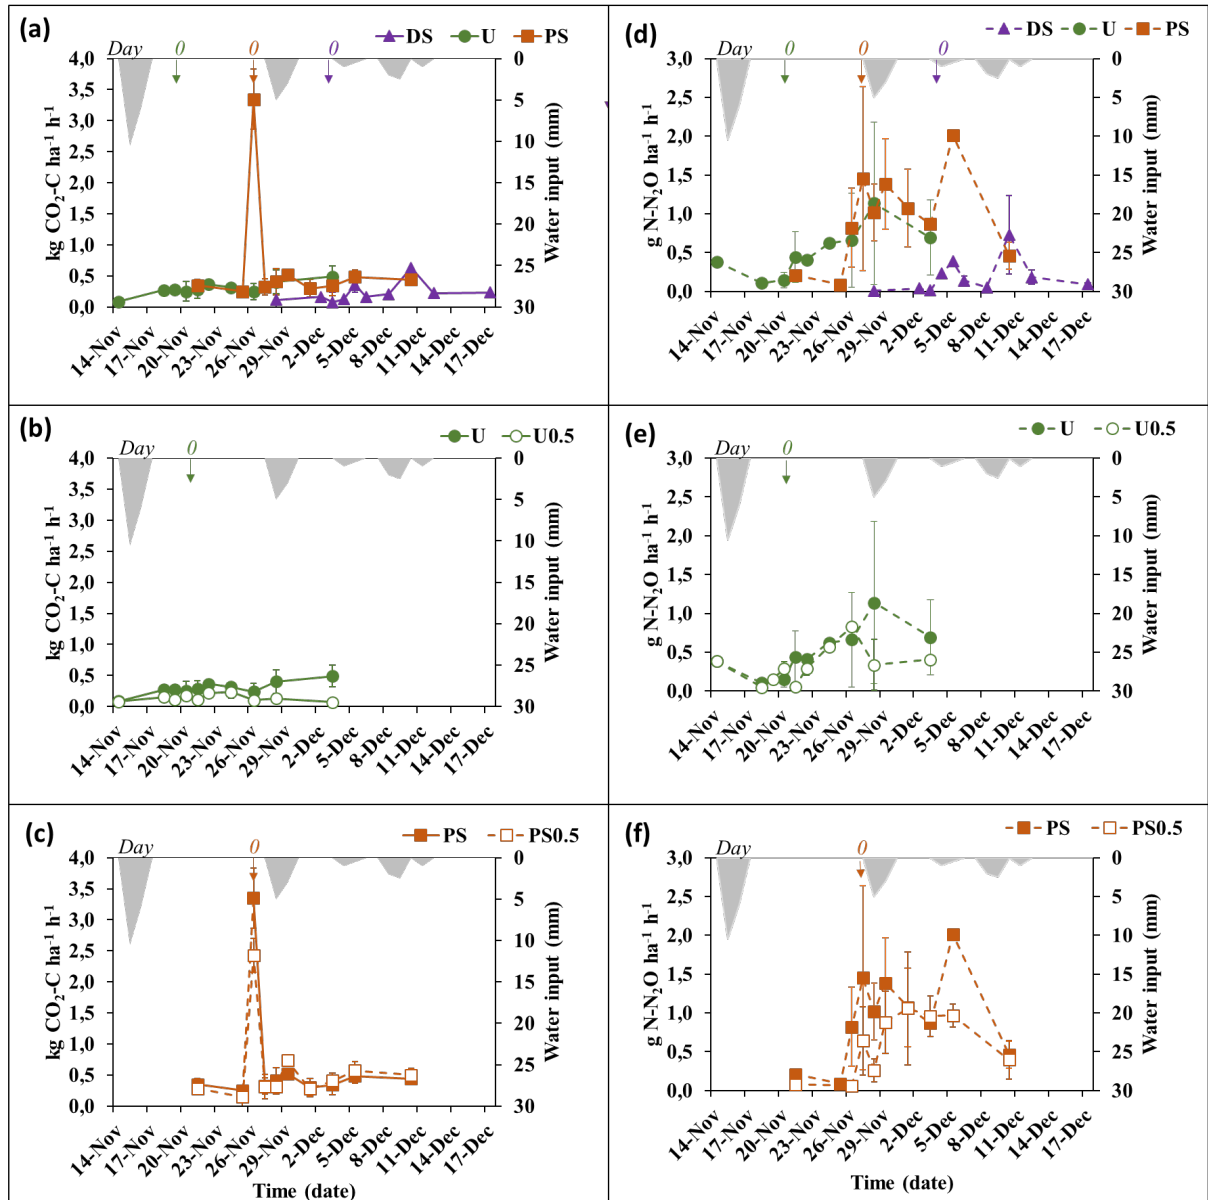 (a)
DS U PS
Day 0 0 0
kg CO₂-C ha⁻¹ h⁻¹
4,0
3,5
3,0
2,5
2,0
1,5
1,0
0,5
0,0
0
5
10
15
20
25
30
Water input (mm)
14-Nov 17-Nov 20-Nov 23-Nov 26-Nov 29-Nov 2-Dec 5-Dec 8-Dec 11-Dec 14-Dec 17-Dec
(d)
DS U PS
Day 0 0 0
g N-N₂O ha⁻¹ h⁻¹
3,0
2,5
2,0
1,5
1,0
0,5
0,0
0
5
10
15
20
25
30
Water input (mm)
14-Nov 17-Nov 20-Nov 23-Nov 26-Nov 29-Nov 2-Dec 5-Dec 8-Dec 11-Dec 14-Dec 17-Dec
(b)
U U0.5
Day 0
kg CO₂-C ha⁻¹ h⁻¹
4,0
3,5
3,0
2,5
2,0
1,5
1,0
0,5
0,0
0
5
10
15
20
25
30
Water input (mm)
14-Nov 17-Nov 20-Nov 23-Nov 26-Nov 29-Nov 2-Dec 5-Dec 8-Dec 11-Dec 14-Dec 17-Dec
(e)
U U0.5
Day 0
g N-N₂O ha⁻¹ h⁻¹
3,0
2,5
2,0
1,5
1,0
0,5
0,0
0
5
10
15
20
25
30
Water input (mm)
14-Nov 17-Nov 20-Nov 23-Nov 26-Nov 29-Nov 2-Dec 5-Dec 8-Dec 11-Dec 14-Dec 17-Dec
(c)
PS PS0.5
Day 0
kg CO₂-C ha⁻¹ h⁻¹
4,0
3,5
3,0
2,5
2,0
1,5
1,0
0,5
0,0
0
5
10
15
20
25
30
Water input (mm)
14-Nov 17-Nov 20-Nov 23-Nov 26-Nov 29-Nov 2-Dec 5-Dec 8-Dec 11-Dec 14-Dec 17-Dec
Time (date)
(f)
PS PS0.5
Day 0
g N-N₂O ha⁻¹ h⁻¹
3,0
2,5
2,0
1,5
1,0
0,5
0,0
0
5
10
15
20
25
30
Water input (mm)
14-Nov 17-Nov 20-Nov 23-Nov 26-Nov 29-Nov 2-Dec 5-Dec 8-Dec 11-Dec 14-Dec 17-Dec
Time (date)